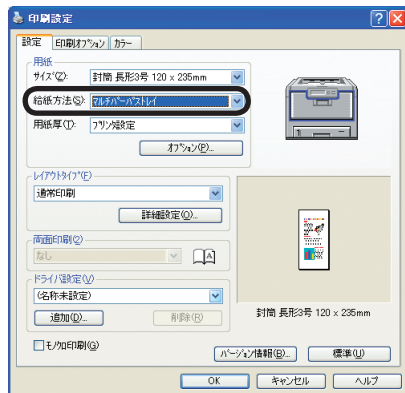 印刷設定
設定 印刷オプション カラー
用紙
サイズ(Z): 封筒 長形3号 120 x 235mm
給紙方法(S): マルチパーパストレイ
用紙厚(T): プリンタ設定
オプション(P)...
レイアウトタイプ(E)
通常印刷
詳細設定(O)...
両面印刷(2)
なし
ドライバ設定(V)
(名称未設定)
追加(D)... 削除(R)
封筒 長形3号 120 x 235mm
モノクロ印刷(G)
バージョン情報(B)... 標準(U)
OK キャンセル ヘルプ